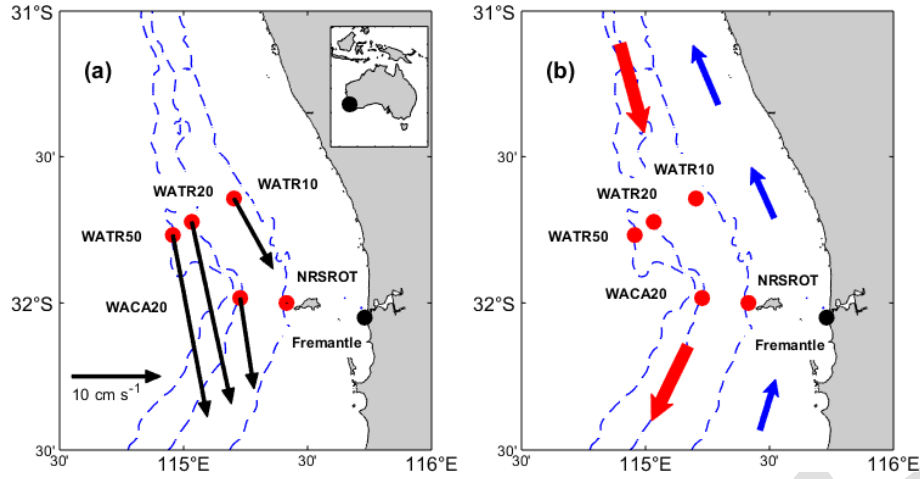 31°S
(a)
30'
WATR20
WATR10
WATR50
NRSROT
32°S
WACA20
Fremantle
10 cm s⁻¹
30'
30'
115°E
30'
116°E
31°S
(b)
30'
WATR10
WATR20
WATR50
NRSROT
32°S
WACA20
Fremantle
30'
30'
115°E
30'
116°E